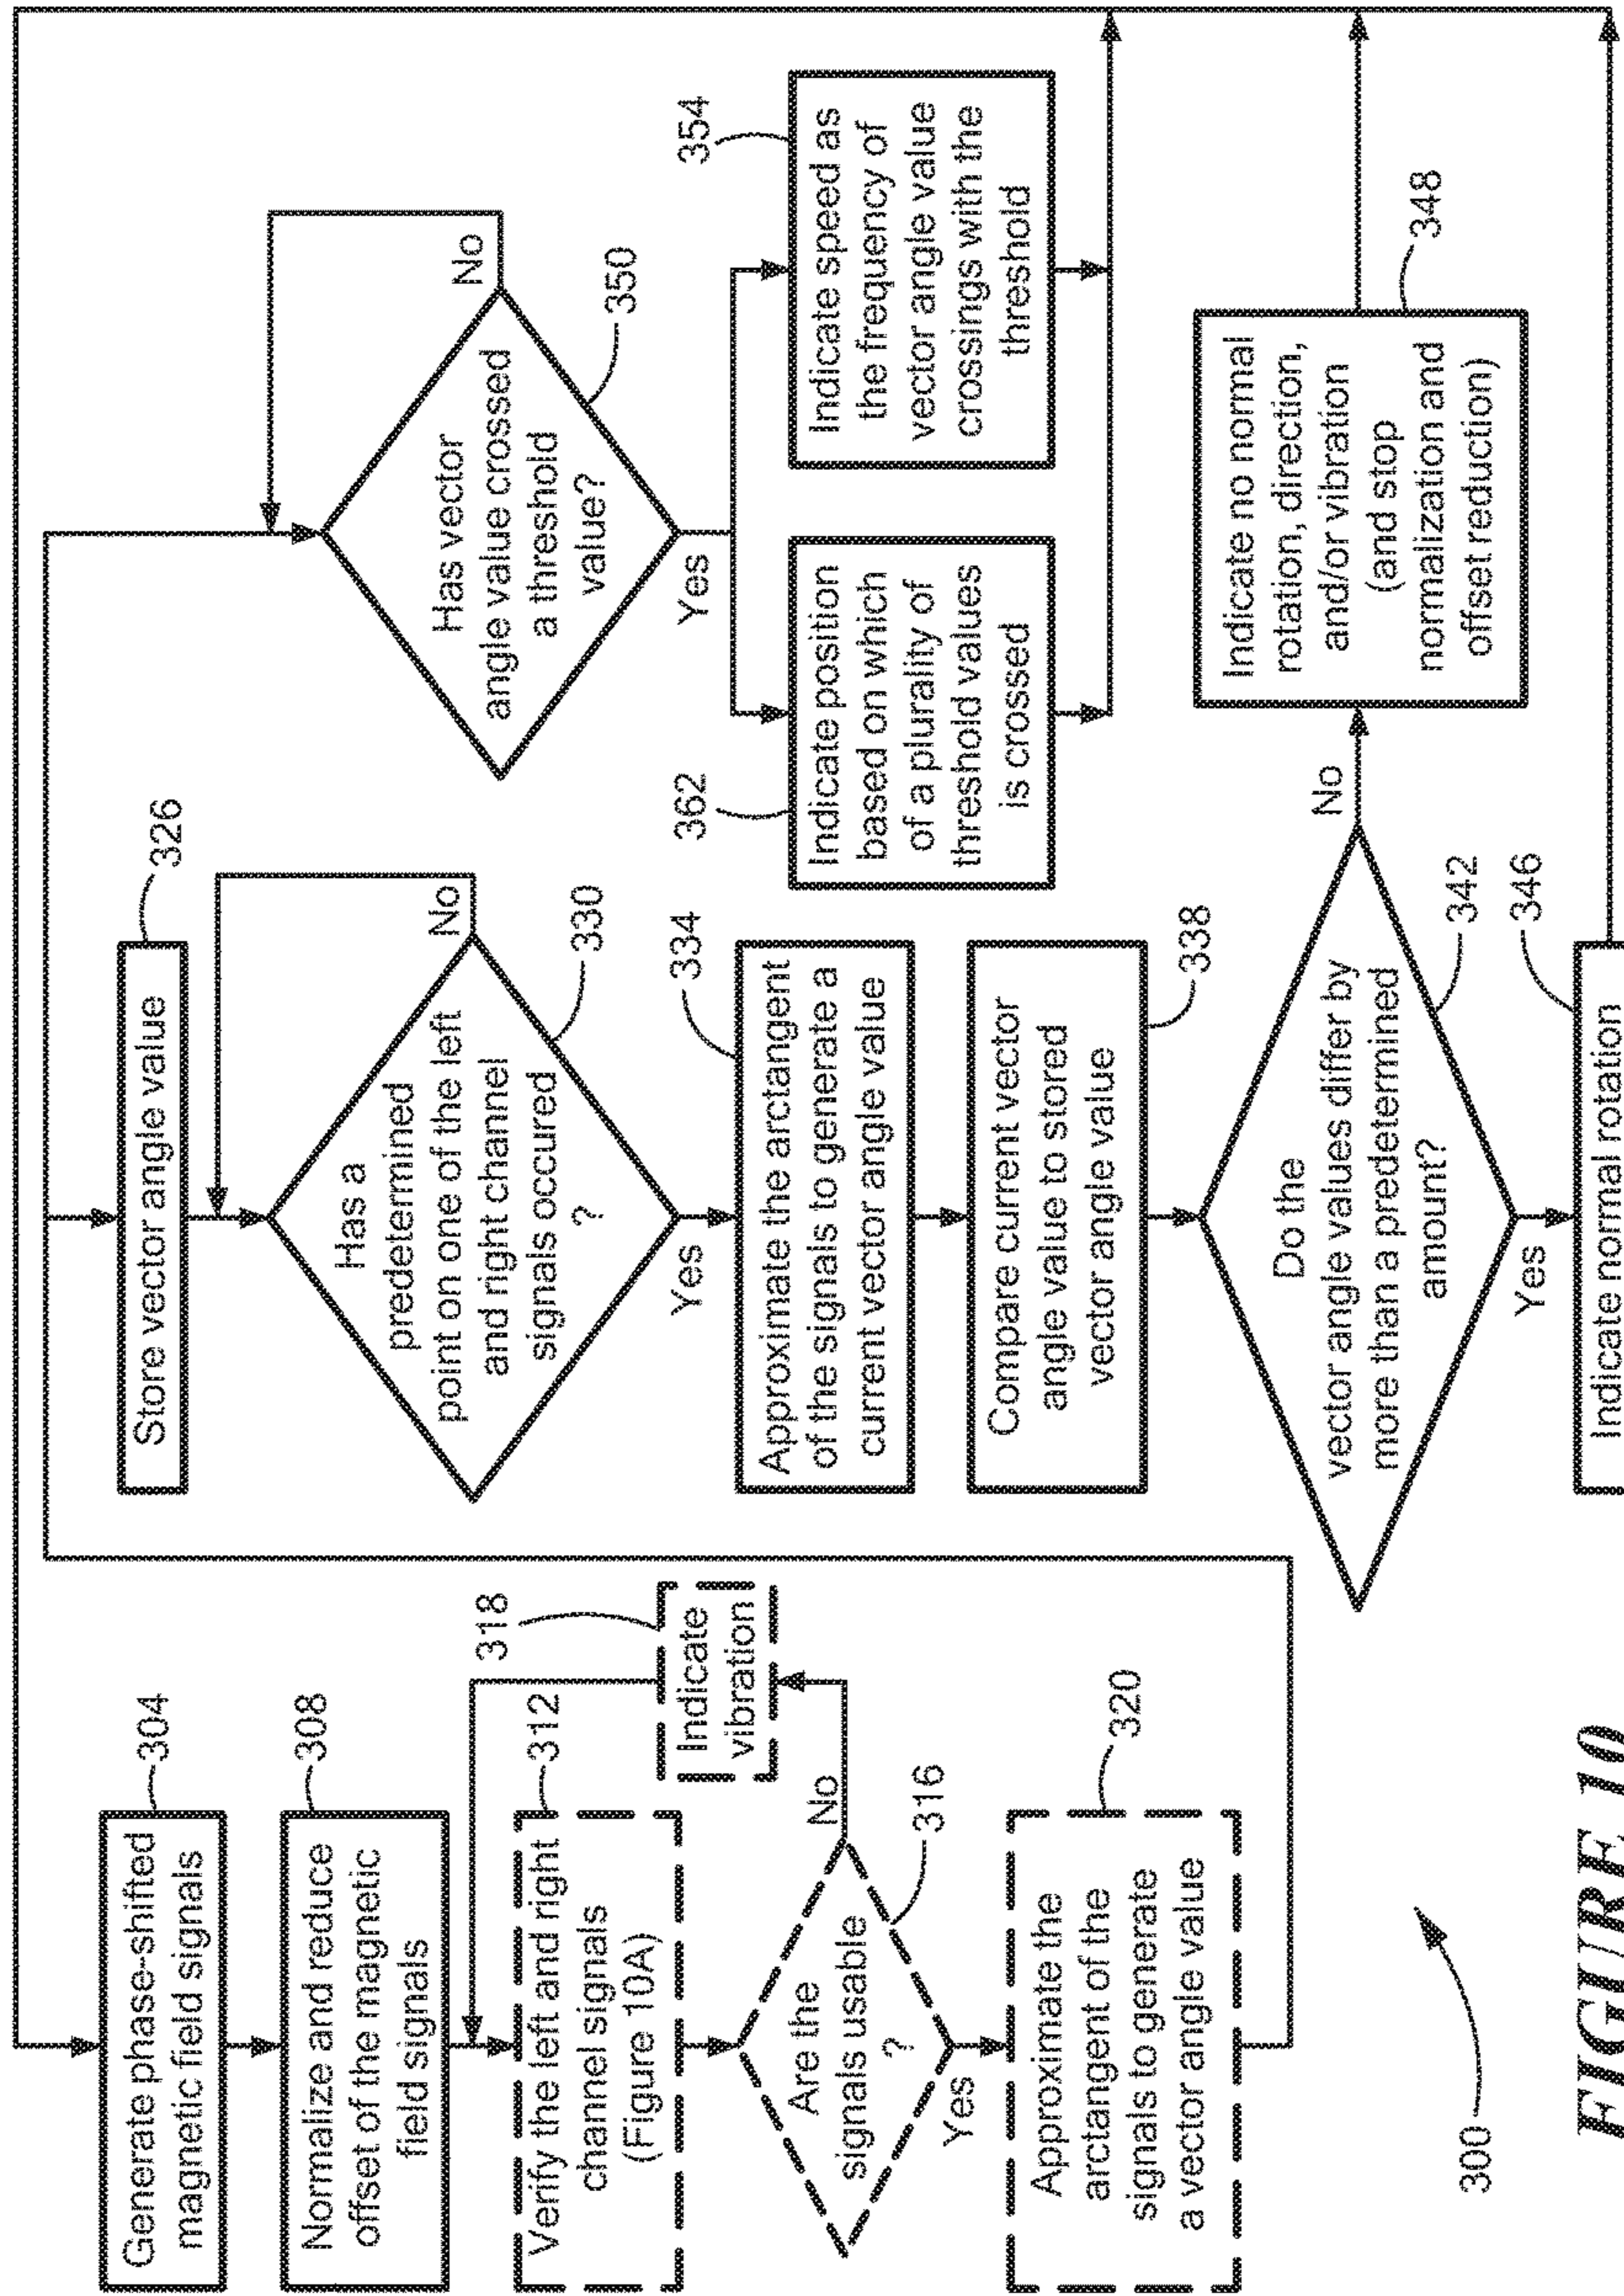 Generate phase-shifted
magnetic field signals
304
Normalize and reduce
offset of the magnetic
field signals
308
Verify the left and right
channel signals
(Figure 10A)
312
Are the
signals usable
?
316
No
Indicate
vibration
318
Yes
Approximate the
arctangent of the
signals to generate
a vector angle value
320
Store vector angle value
326
Has a
predetermined
point on one of the left
and right channel
signals occured
?
330
No
Yes
Approximate the arctangent
of the signals to generate a
current vector angle value
334
Compare current vector
angle value to stored
vector angle value
338
Do the
vector angle values differ by
more than a predetermined
amount?
342
No
Yes
Indicate normal rotation
346
Indicate no normal
rotation, direction,
and/or vibration
(and stop
normalization and
offset reduction)
348
Has vector
angle value crossed
a threshold
value?
350
No
Yes
Indicate position
based on which
of a plurality of
threshold values
is crossed
362
Indicate speed as
the frequency of
vector angle value
crossings with the
threshold
354
300
FIGURE 10